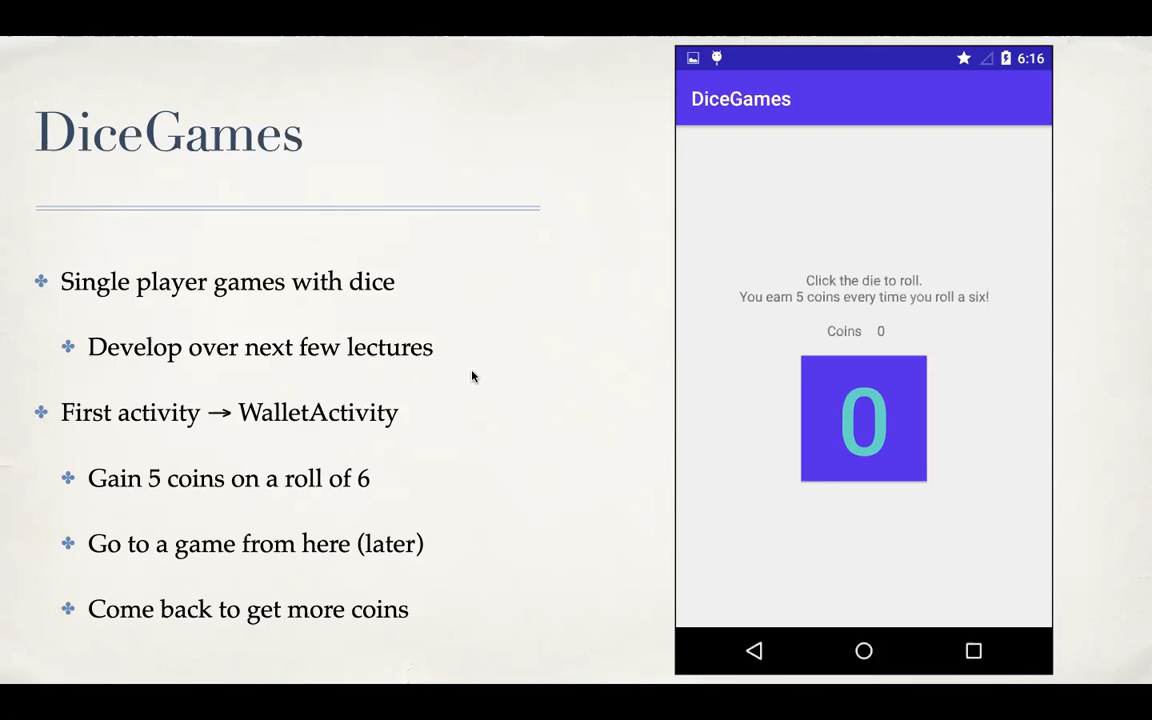 DiceGames
Single player games with dice
Develop over next few lectures
First activity → WalletActivity
Gain 5 coins on a roll of 6
Go to a game from here (later)
Come back to get more coins
6:16
DiceGames
Click the die to roll.
You earn 5 coins every time you roll a six!
Coins 0
0